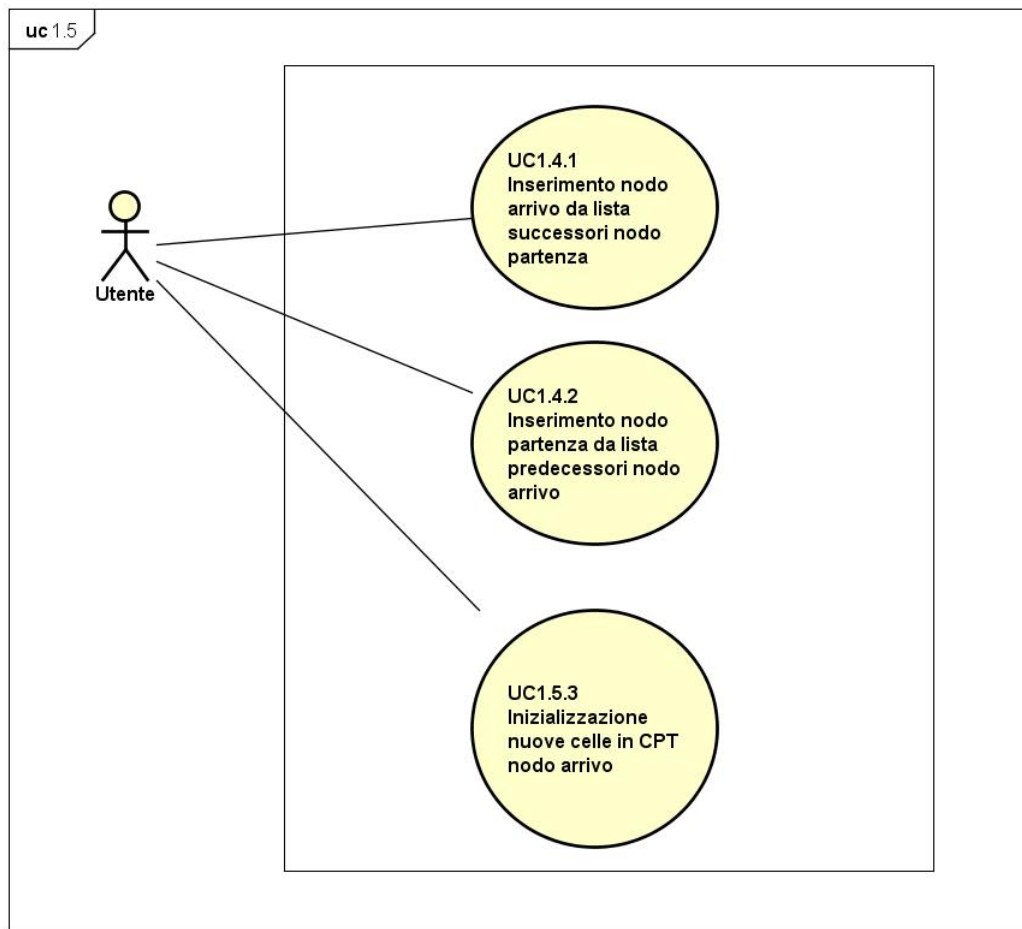 uc 1.5
UC1.4.1
Inserimento nodo
arrivo da lista
successori nodo
partenza
Utente
UC1.4.2
Inserimento nodo
partenza da lista
predecessori nodo
arrivo
UC1.5.3
Inizializzazione
nuove celle in CPT
nodo arrivo